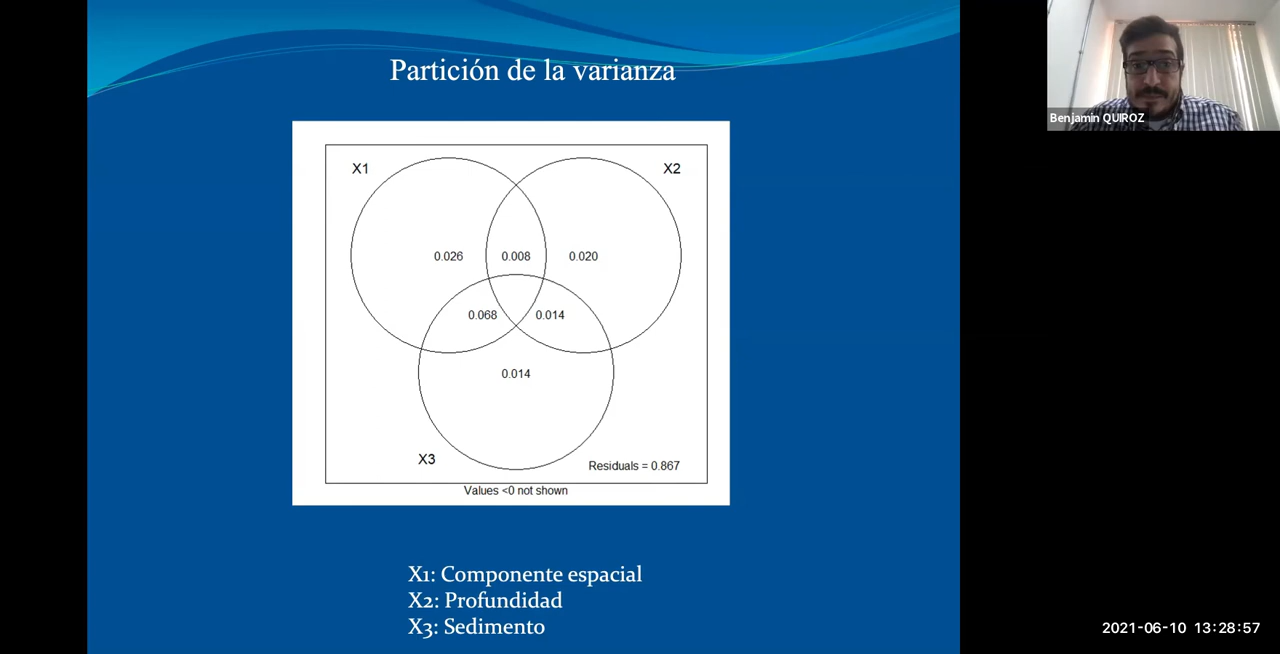 Partición de la varianza
Benjamin QUIROZ
X1
X2
0.026
0.008
0.020
0.068
0.014
0.014
X3
Residuals = 0.867
Values <0 not shown
X1: Componente espacial
X2: Profundidad
X3: Sedimento
2021-06-10 13:28:57